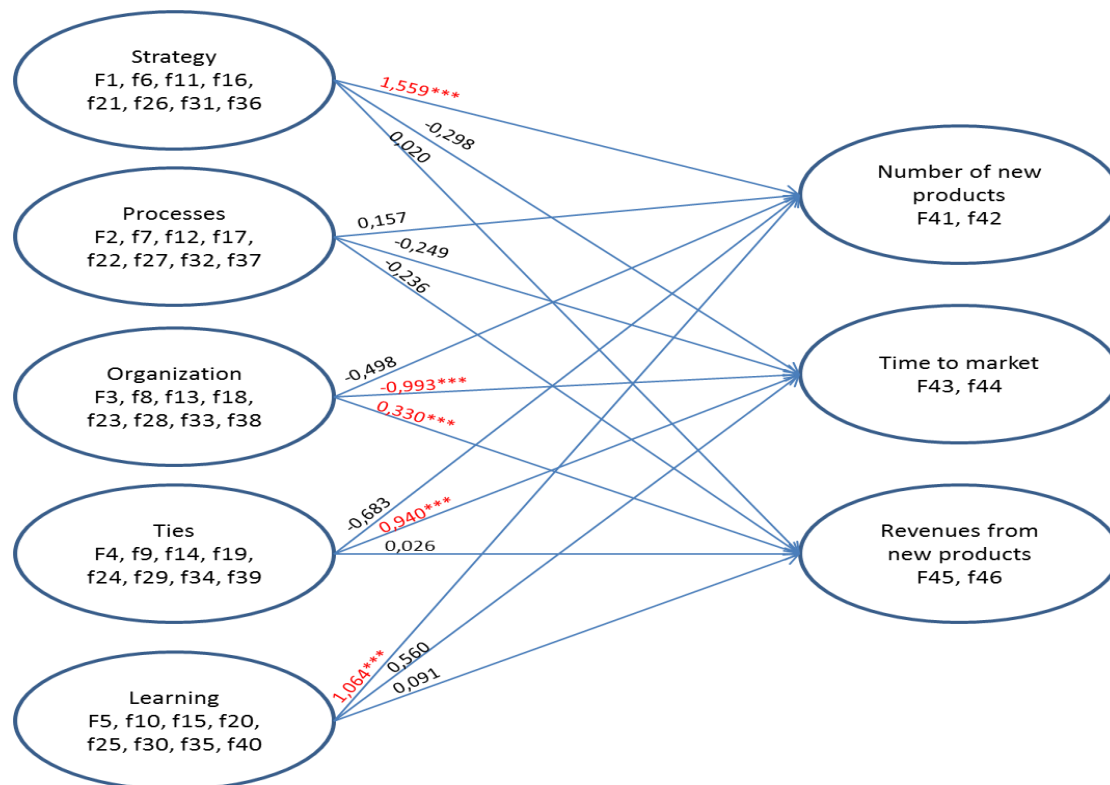 Strategy
F1, f6, f11, f16,
f21, f26, f31, f36
Processes
F2, f7, f12, f17,
f22, f27, f32, f37
Organization
F3, f8, f13, f18,
f23, f28, f33, f38
Ties
F4, f9, f14, f19,
f24, f29, f34, f39
Learning
F5, f10, f15, f20,
f25, f30, f35, f40
1,559***
-0,298
0,020
0,157
-0,249
-0,236
-0,498
-0,993***
0,330***
-0,683
0,940***
0,026
1,064***
0,560
0,091
Number of new
products
F41, f42
Time to market
F43, f44
Revenues from
new products
F45, f46